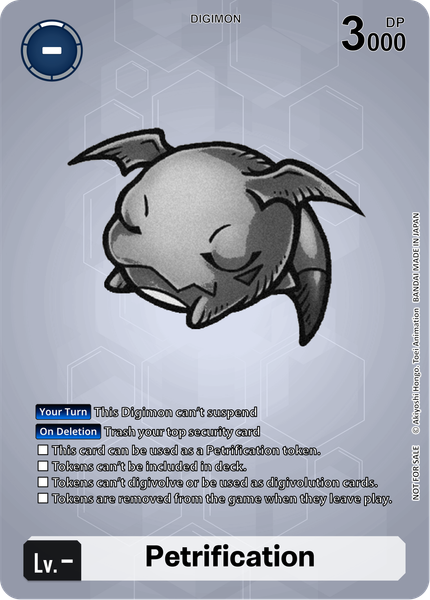 DIGIMON
-
3000
DP
Your Turn This Digimon can't suspend
On Deletion Trash your top security card
This card can be used as a Petrification token.
Tokens can't be included in deck.
Tokens can't digivolve or be used as digivolution cards.
Tokens are removed from the game when they leave play.
NOT FOR SALE © Akiyoshi Hongo, Toei Animation BANDAI MADE IN JAPAN
Lv.-
Petrification